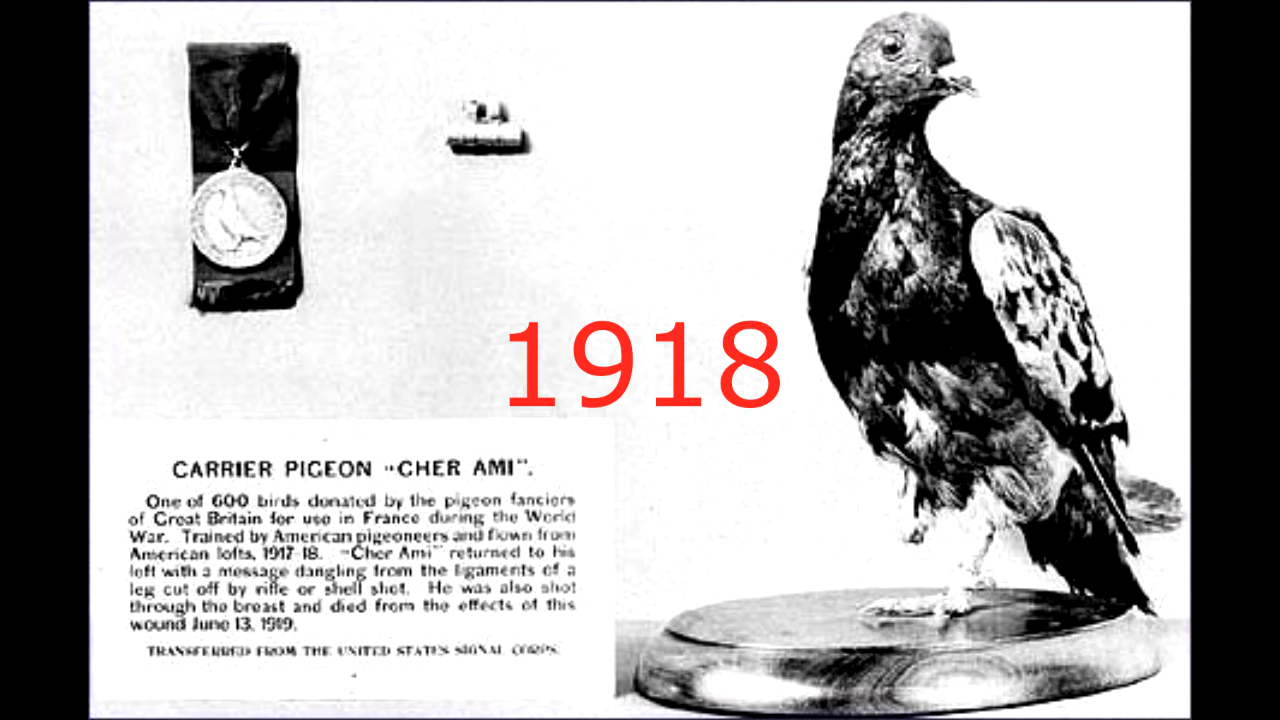 1918
CARRIER PIGEON "CHER AMI".
One of 600 birds donated by the pigeon fanciers
of Great Britain for use in France during the World
War. Trained by American pigeoneers and flown from
American lofts, 1917-18. "Cher Ami" returned to his
loft with a message dangling from the ligaments of a
leg cut off by rifle or shell shot. He was also shot
through the breast and died from the effects of this
wound June 13, 1919.
TRANSFERRED FROM THE UNITED STATES SIGNAL CORPS.